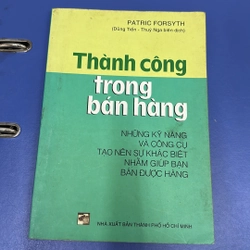 PATRIC FORSYTH
(Dũng Tiến - Thuý Nga biên dịch)
Thành công
trong
bán hàng
NHỮNG KỸ NĂNG
VÀ CÔNG CỤ
TẠO NÊN SỰ KHÁC BIỆT
NHẰM GIÚP BẠN
BÁN ĐƯỢC HÀNG
NHÀ XUẤT BẢN THÀNH PHỐ HỒ CHÍ MINH